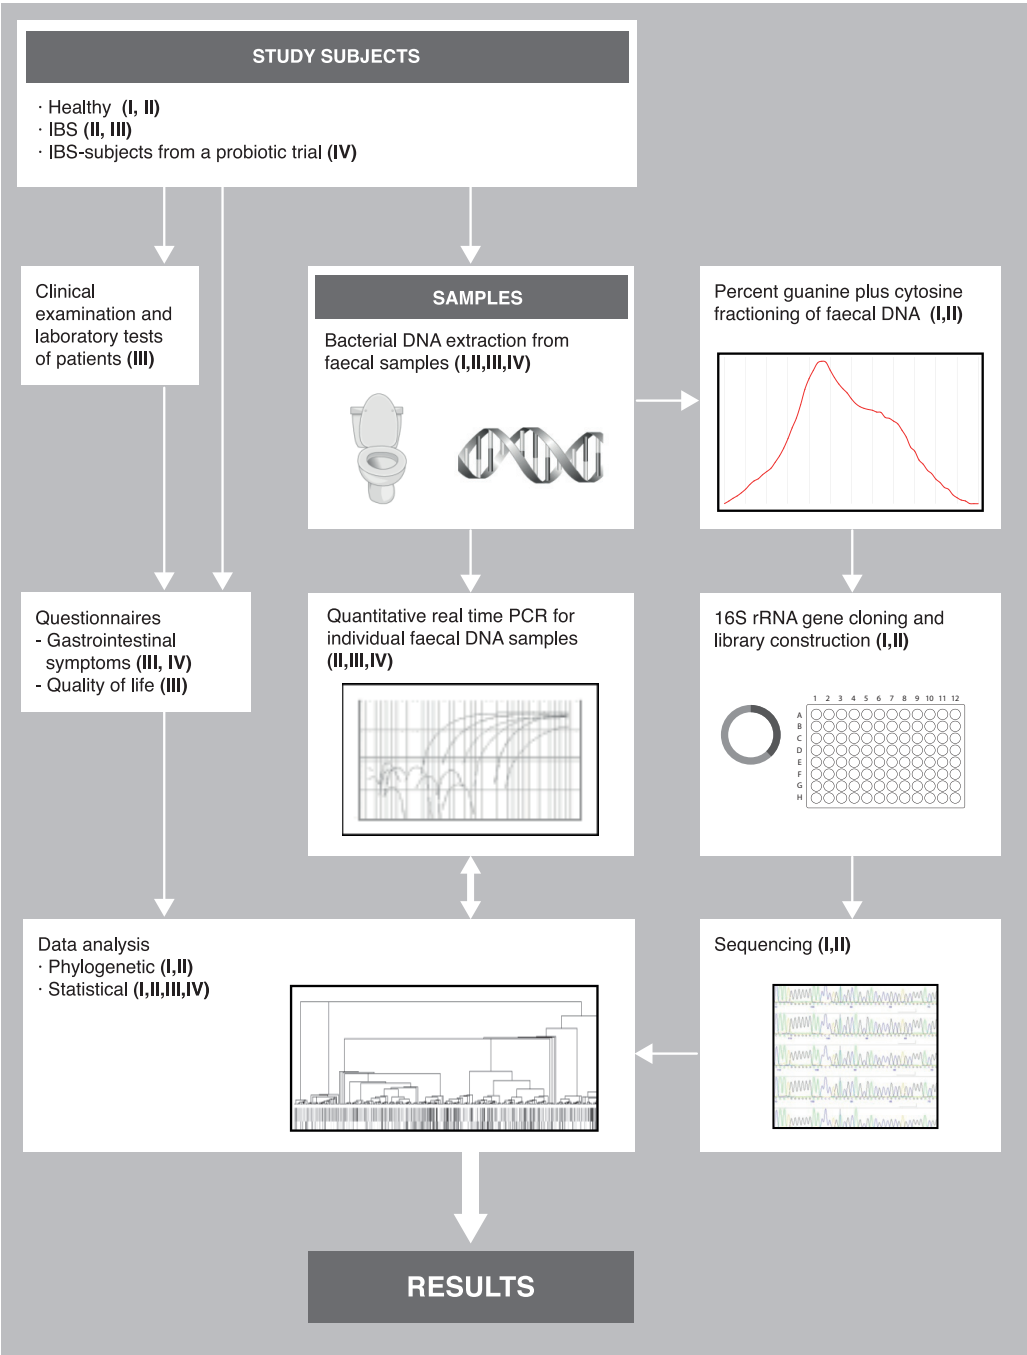 STUDY SUBJECTS
· Healthy (I, II)
· IBS (II, III)
· IBS-subjects from a probiotic trial (IV)
Clinical
examination and
laboratory tests
of patients (III)
SAMPLES
Bacterial DNA extraction from
faecal samples (I,II,III,IV)
Percent guanine plus cytosine
fractioning of faecal DNA (I,II)
Questionnaires
- Gastrointestinal
symptoms (III, IV)
- Quality of life (III)
Quantitative real time PCR for
individual faecal DNA samples
(II,III,IV)
16S rRNA gene cloning and
library construction (I,II)
1 2 3 4 5 6 7 8 9 10 11 12
A
B
C
D
E
F
G
H
Data analysis
· Phylogenetic (I,II)
· Statistical (I,II,III,IV)
Sequencing (I,II)
RESULTS